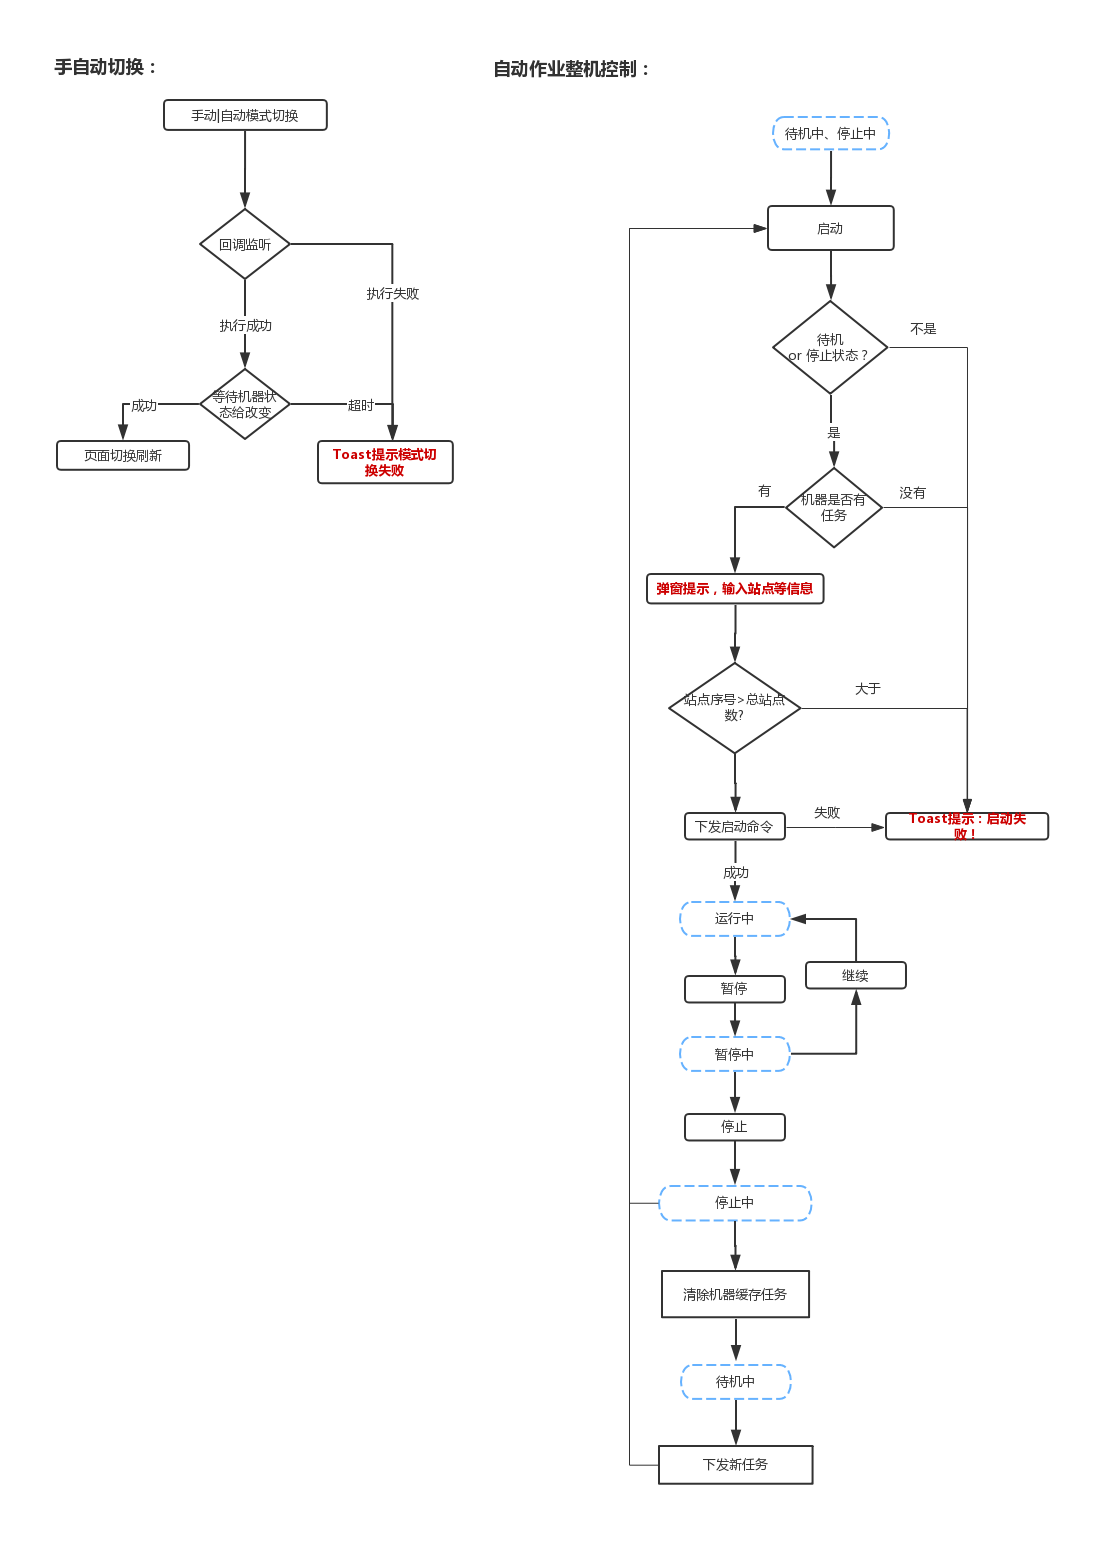 手自动切换：
手动|自动模式切换
回调监听
执行失败
执行成功
等待机器状
态给改变
成功
超时
页面切换刷新
Toast提示模式切
换失败
自动作业整机控制：
待机中、停止中
启动
待机
or 停止状态？
不是
是
机器是否有
任务
有
没有
弹窗提示，输入站点等信息
站点序号>总站点
数?
大于
下发启动命令
失败
Toast提示：启动失
败！
成功
运行中
继续
暂停
暂停中
停止
停止中
清除机器缓存任务
待机中
下发新任务